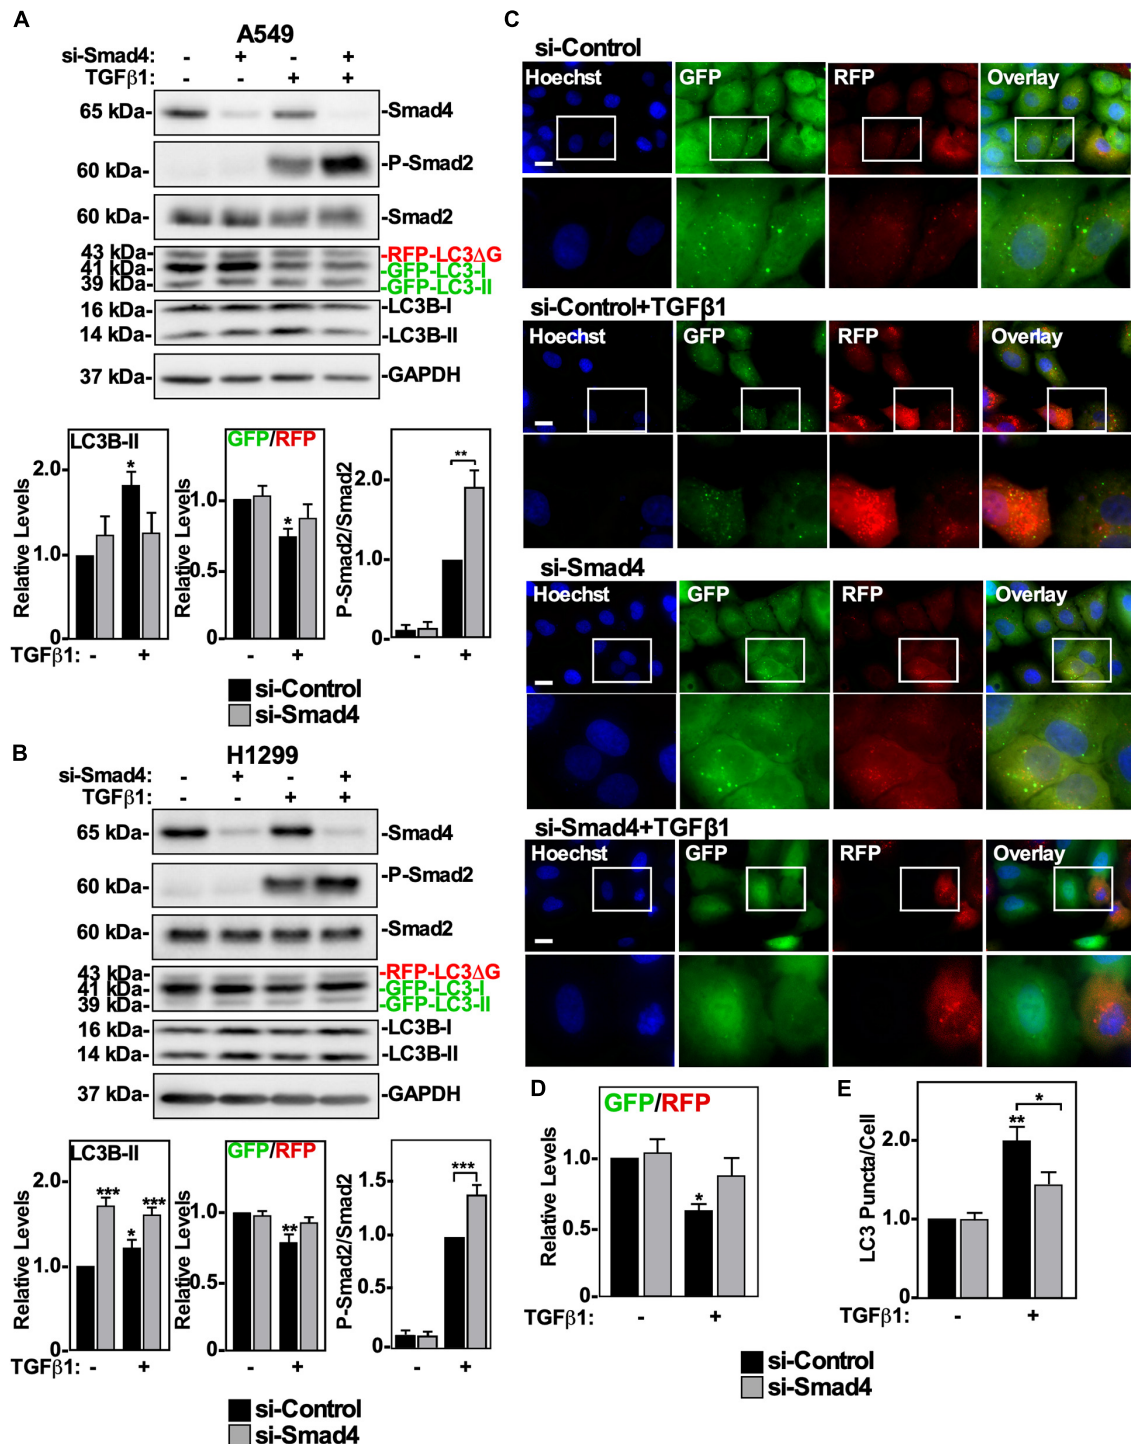 A
A549
si-Smad4: - + - +
TGFβ1: - - + +
65 kDa- -Smad4
60 kDa- -P-Smad2
60 kDa- -Smad2
43 kDa- -RFP-LC3ΔG
41 kDa- -GFP-LC3-I
39 kDa- -GFP-LC3-II
16 kDa- -LC3B-I
14 kDa- -LC3B-II
37 kDa- -GAPDH
LC3B-II
Relative Levels
2.0
1.0
0
*
GFP/RFP
Relative Levels
1.0
0.5
0
*
P-Smad2/Smad2
2.0
1.0
0
**
TGFβ1: - + - + - +
si-Control
si-Smad4
B
H1299
si-Smad4: - + - +
TGFβ1: - - + +
65 kDa- -Smad4
60 kDa- -P-Smad2
60 kDa- -Smad2
43 kDa- -RFP-LC3ΔG
41 kDa- -GFP-LC3-I
39 kDa- -GFP-LC3-II
16 kDa- -LC3B-I
14 kDa- -LC3B-II
37 kDa- -GAPDH
LC3B-II
Relative Levels
2.0
1.0
0
*** * ***
GFP/RFP
Relative Levels
1.0
0.5
0
**
P-Smad2/Smad2
1.5
1.0
0.5
0
***
TGFβ1: - + - + - +
si-Control
si-Smad4
C
si-Control
Hoechst GFP RFP Overlay
si-Control+TGFβ1
Hoechst GFP RFP Overlay
si-Smad4
Hoechst GFP RFP Overlay
si-Smad4+TGFβ1
Hoechst GFP RFP Overlay
D
GFP/RFP
Relative Levels
1.0
0.5
0
*
TGFβ1: - +
E
LC3 Puncta/Cell
2.0
1.0
0
** *
TGFβ1: - +
si-Control
si-Smad4